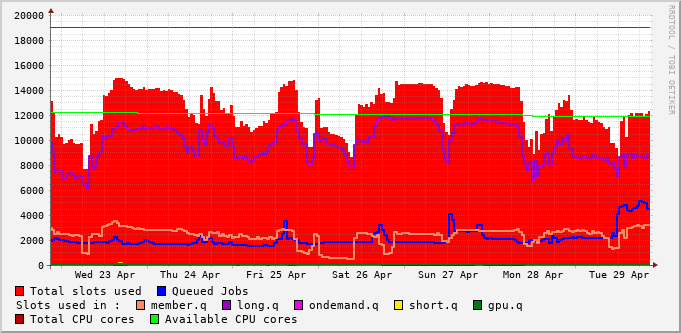 20000
18000
16000
14000
12000
10000
8000
6000
4000
2000
0
Wed 23 Apr Thu 24 Apr Fri 25 Apr Sat 26 Apr Sun 27 Apr Mon 28 Apr Tue 29 Apr
Total slots used Queued Jobs
Slots used in : member.q long.q ondemand.q short.q gpu.q
Total CPU cores Available CPU cores
RRDTOOL / TOBI OETIKER